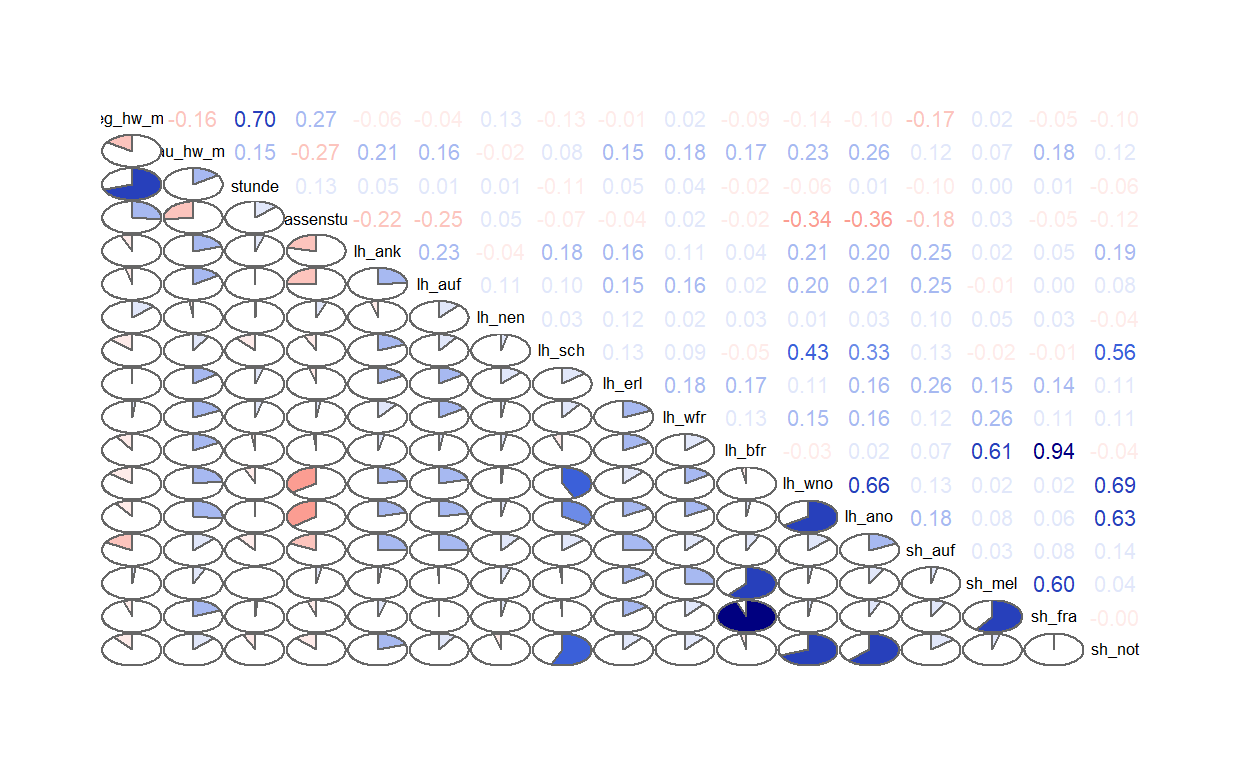 eg_hw_m -0.16 0.70 0.27 -0.06 -0.04 0.13 -0.13 -0.01 0.02 -0.09 -0.14 -0.10 -0.17 0.02 -0.05 -0.10
au_hw_m 0.15 -0.27 0.21 0.16 -0.02 0.08 0.15 0.18 0.17 0.23 0.26 0.12 0.07 0.18 0.12
stunde 0.13 0.05 0.01 0.01 -0.11 0.05 0.04 -0.02 0.01 -0.10 0.00 0.01 -0.06
assenstu -0.22 -0.25 0.05 -0.07 -0.04 0.02 -0.02 -0.34 -0.36 -0.18 0.03 -0.05 -0.12
lh_ank 0.23 -0.04 0.18 0.16 0.11 0.04 0.21 0.20 0.25 0.02 0.05 0.19
lh_auf 0.11 0.10 0.15 0.16 0.02 0.20 0.21 0.25 -0.01 0.00 0.08
lh_nen 0.03 0.12 0.02 0.03 0.01 0.03 0.10 0.05 0.03 -0.04
lh_sch 0.13 0.09 -0.05 0.43 0.33 0.13 -0.02 -0.01 0.56
lh_erl 0.18 0.17 0.11 0.16 0.26 0.15 0.14 0.11
lh_wfr 0.13 0.15 0.16 0.12 0.26 0.11 0.11
lh_bfr -0.03 0.02 0.07 0.61 0.94 -0.04
lh_wno 0.66 0.13 0.02 0.02 0.69
lh_ano 0.18 0.08 0.06 0.63
sh_auf 0.03 0.08 0.14
sh_mel 0.60 0.04
sh_fra -0.00
sh_not